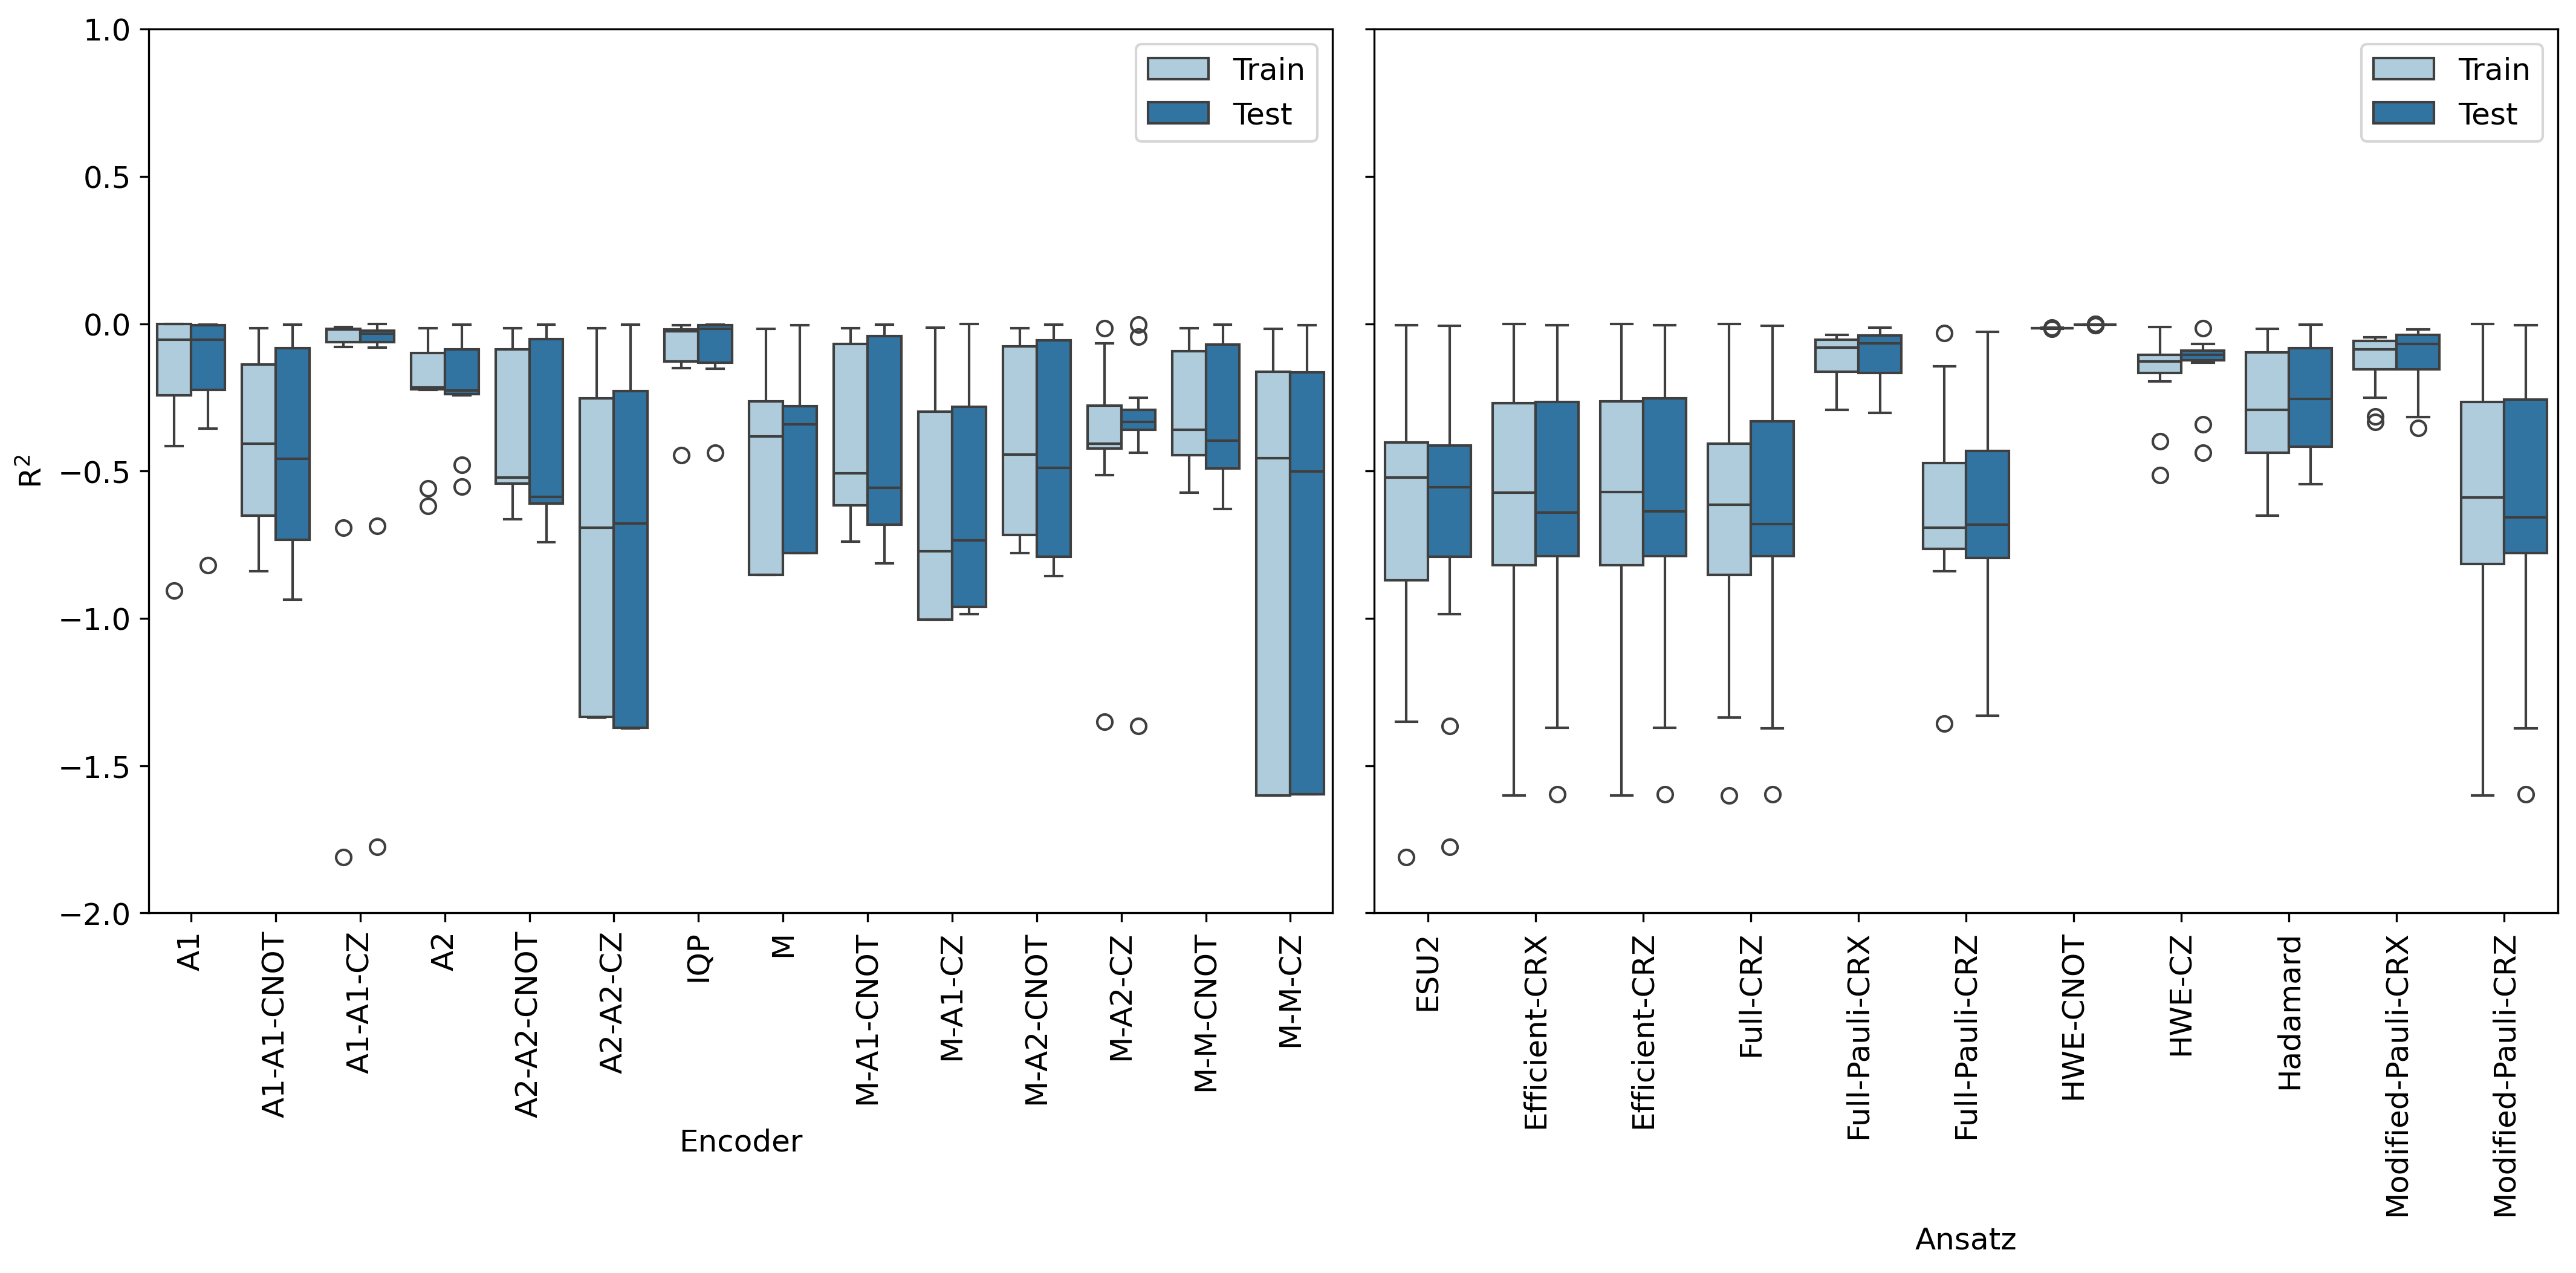 R²
1.0
0.5
0.0
−0.5
−1.0
−1.5
−2.0
Train
Test
A1
A1-A1-CNOT
A1-A1-CZ
A2
A2-A2-CNOT
A2-A2-CZ
IQP
M
M-A1-CNOT
M-A1-CZ
M-A2-CNOT
M-A2-CZ
M-M-CNOT
M-M-CZ
Encoder
Train
Test
ESU2
Efficient-CRX
Efficient-CRZ
Full-CRZ
Full-Pauli-CRX
Full-Pauli-CRZ
HWE-CNOT
HWE-CZ
Hadamard
Modified-Pauli-CRX
Modified-Pauli-CRZ
Ansatz